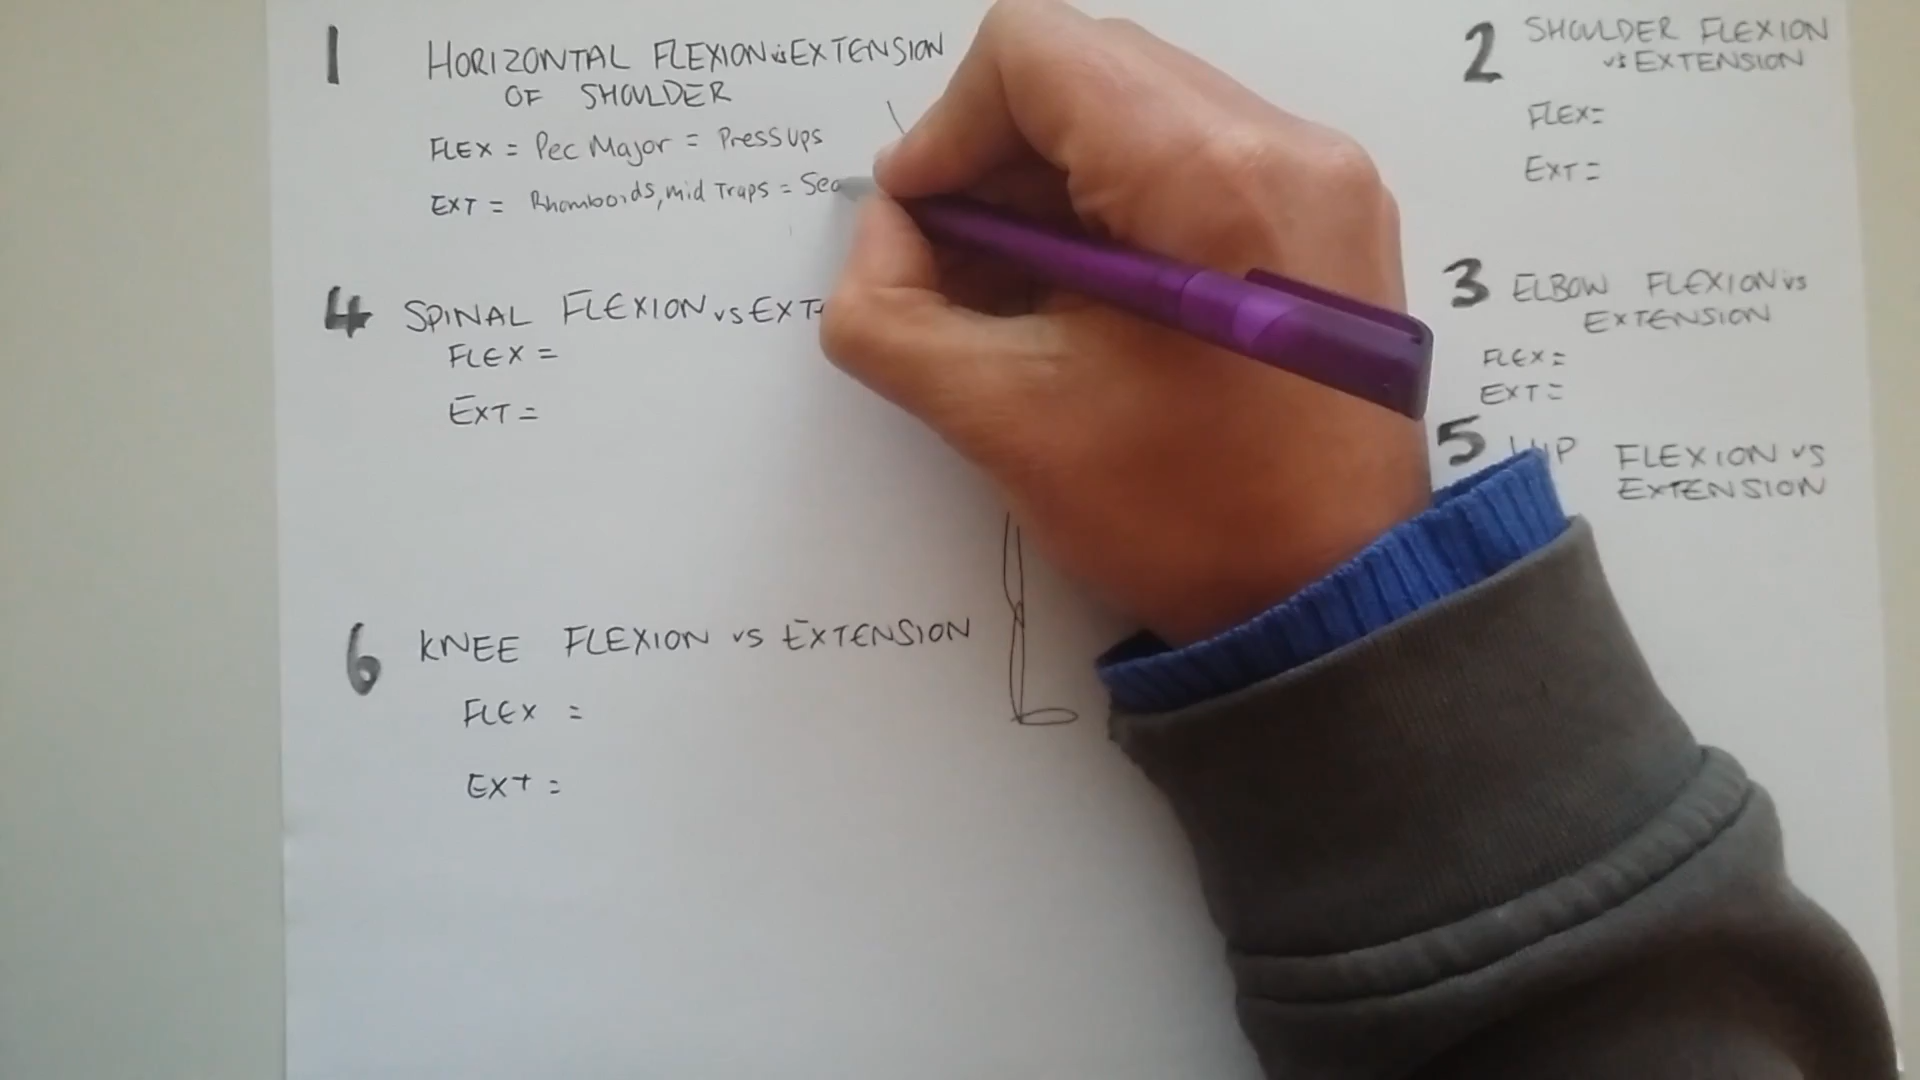 1 HORIZONTAL FLEXION vs EXTENSION
OF SHOULDER
FLEX = Pec Major = Press ups
EXT = Rhomboids, mid Traps = Sea
2 SHOULDER FLEXION
vs EXTENSION
FLEX=
EXT=
3 ELBOW FLEXION vs
EXTENSION
FLEX=
EXT=
4 SPINAL FLEXION vs EXT
FLEX =
EXT =
5 HIP FLEXION vs
EXTENSION
6 KNEE FLEXION vs EXTENSION
FLEX =
EXT =